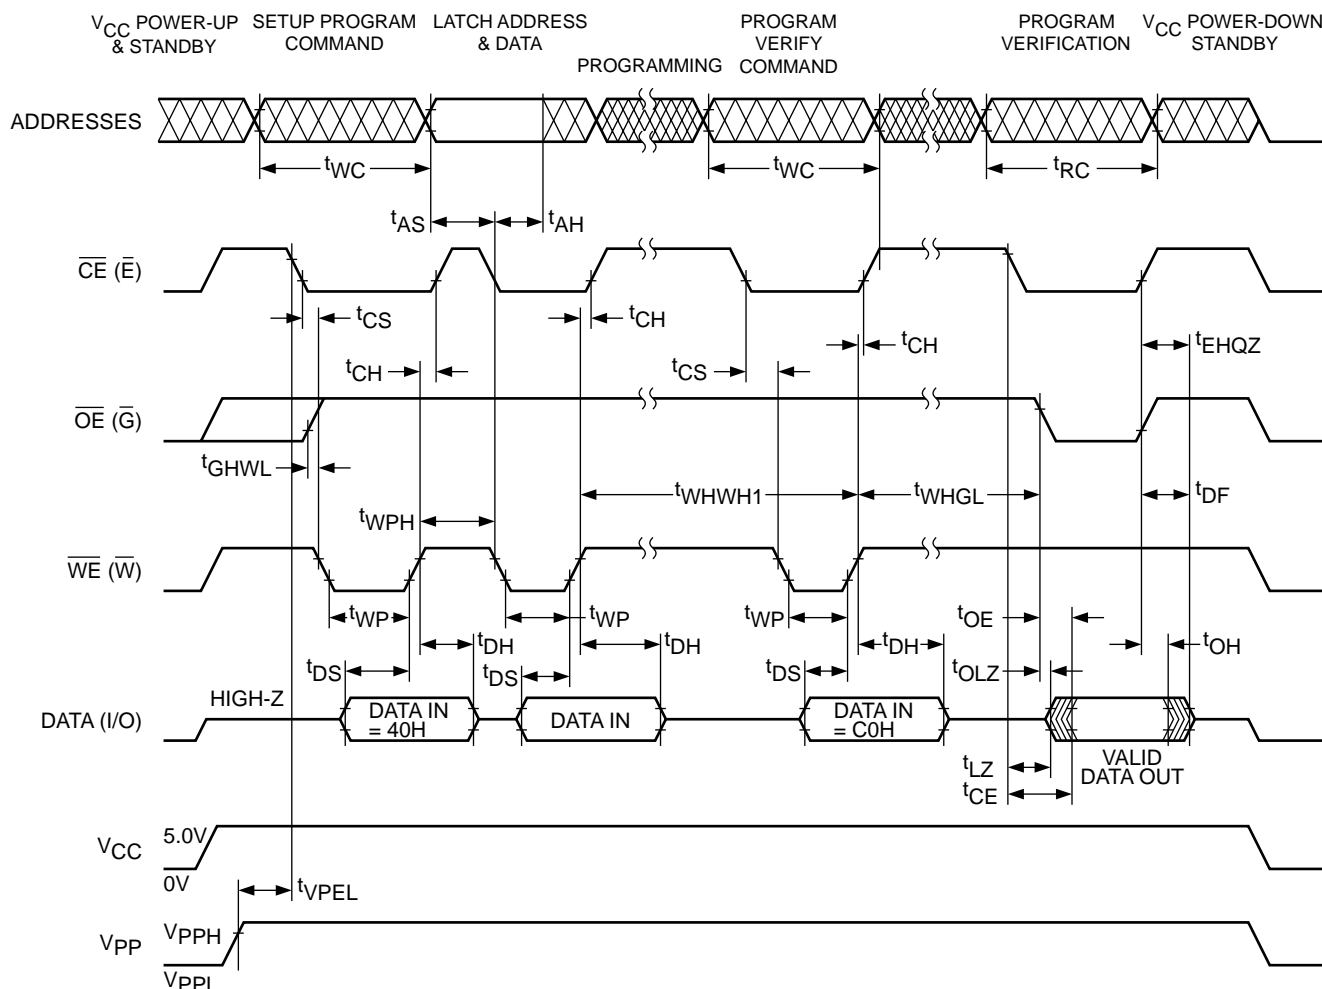 VCC POWER-UP & STANDBY
SETUP PROGRAM COMMAND
LATCH ADDRESS & DATA
PROGRAMMING
PROGRAM VERIFY COMMAND
PROGRAM VERIFICATION
VCC POWER-DOWN STANDBY
ADDRESSES
tWC
tWC
tRC
tAS
tAH
CE (E)
tCS
tCH
tCH
tCS
tCH
tEHQZ
OE (G)
tGHWL
tWPH
tWHWH1
tWHGL
tDF
WE (W)
tWP
tWP
tWP
tOE
tDH
tDH
tDH
tOH
tDS
tDS
tDS
tOLZ
DATA (I/O)
HIGH-Z
DATA IN = 40H
DATA IN
DATA IN = C0H
VALID DATA OUT
tLZ
tCE
VCC
5.0V
0V
tVPEL
VPP
VPPH
VPPL